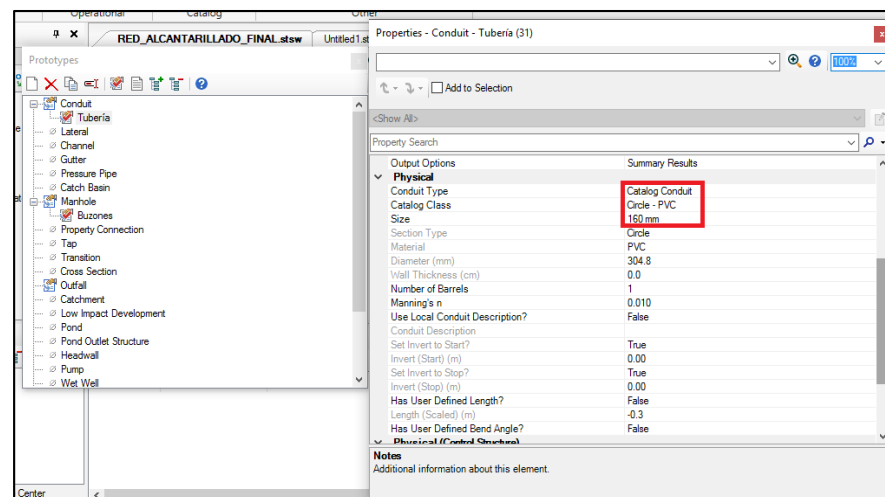 Operational Catalog Other
RED_ALCANTARILLADO_FINAL.stsw Untitled1.st
Prototypes
Conduit
Tubería
Lateral
Channel
Gutter
Pressure Pipe
Catch Basin
Manhole
Buzones
Property Connection
Tap
Transition
Cross Section
Outfall
Catchment
Low Impact Development
Pond
Pond Outlet Structure
Headwall
Pump
Wet Well
Center
Properties - Conduit - Tubería (31)
100%
Add to Selection
<Show All>
Property Search
Output Options Summary Results
Physical
Conduit Type Catalog Conduit
Catalog Class Circle - PVC
Size 160 mm
Section Type Circle
Material PVC
Diameter (mm) 304.8
Wall Thickness (cm) 0.0
Number of Barrels 1
Manning's n 0.010
Use Local Conduit Description? False
Conduit Description
Set Invert to Start? True
Invert (Start) (m) 0.00
Set Invert to Stop? True
Invert (Stop) (m) 0.00
Has User Defined Length? False
Length (Scaled) (m) -0.3
Has User Defined Bend Angle? False
Physical (Control Structure)
Notes
Additional information about this element.